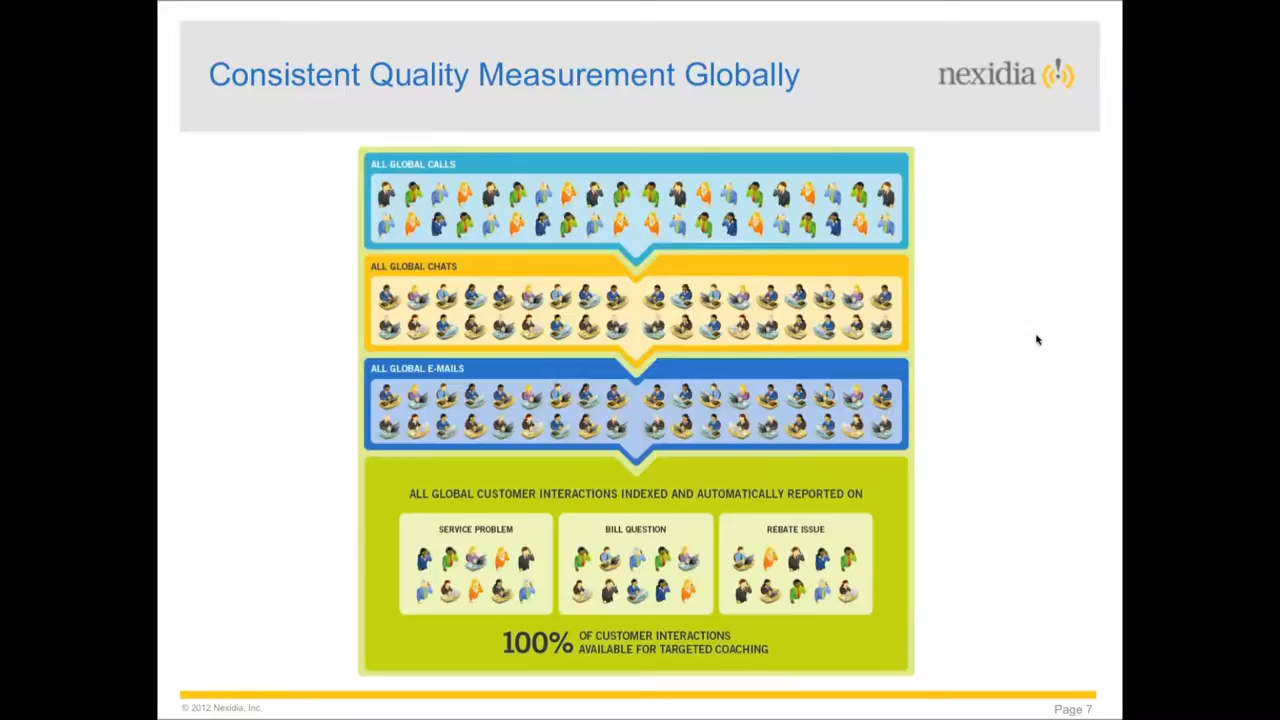 Consistent Quality Measurement Globally
nexidia
ALL GLOBAL CALLS
ALL GLOBAL CHATS
ALL GLOBAL E-MAILS
ALL GLOBAL CUSTOMER INTERACTIONS INDEXED AND AUTOMATICALLY REPORTED ON
SERVICE PROBLEM
BILL QUESTION
REBATE ISSUE
100% OF CUSTOMER INTERACTIONS
AVAILABLE FOR TARGETED COACHING
© 2012 Nexidia, Inc.
Page 7